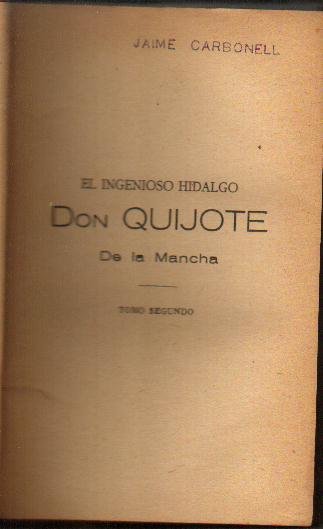 JAIME CARBONELL
EL INGENIOSO HIDALGO
DON QUIJOTE
De la Mancha
TOMO SEGUNDO